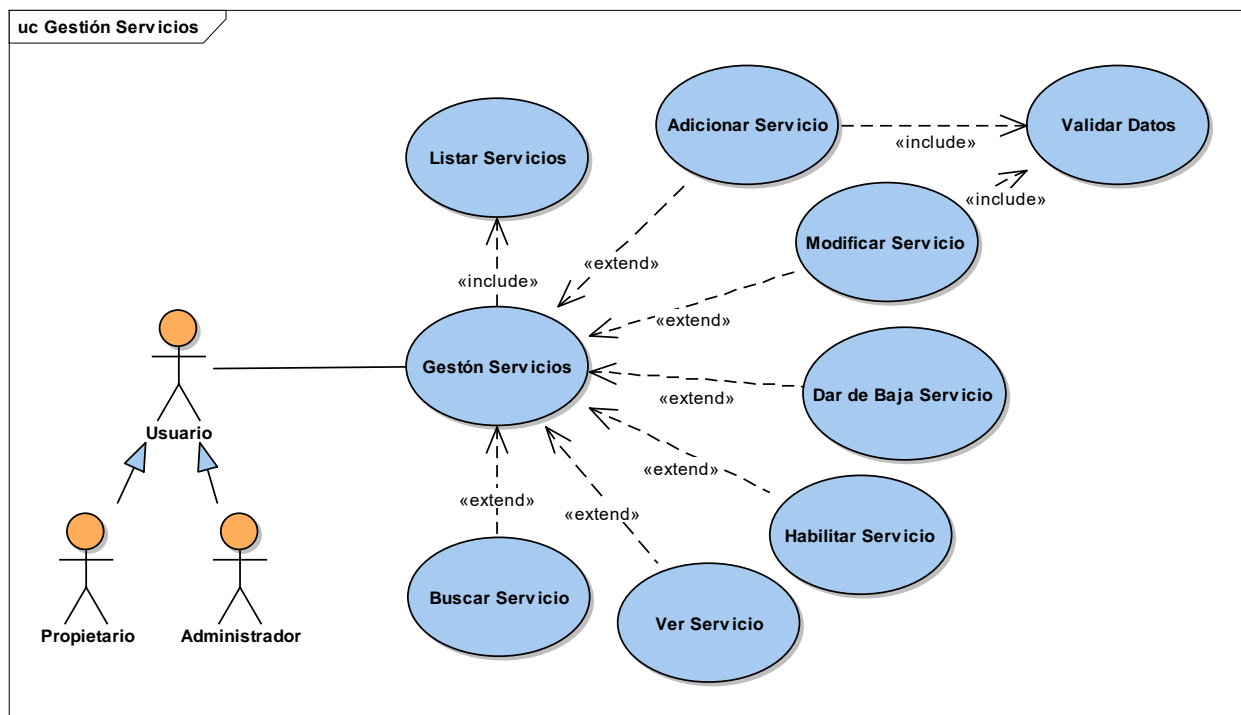 uc Gestión Servicios
Adicionar Servicio
Validar Datos
«include»
Listar Servicios
«include»
Modificar Servicio
«extend»
«include»
«extend»
Gestón Servicios
Dar de Baja Servicio
«extend»
Usuario
«extend»
«extend»
«extend»
Habilitar Servicio
Buscar Servicio
Ver Servicio
Propietario
Administrador